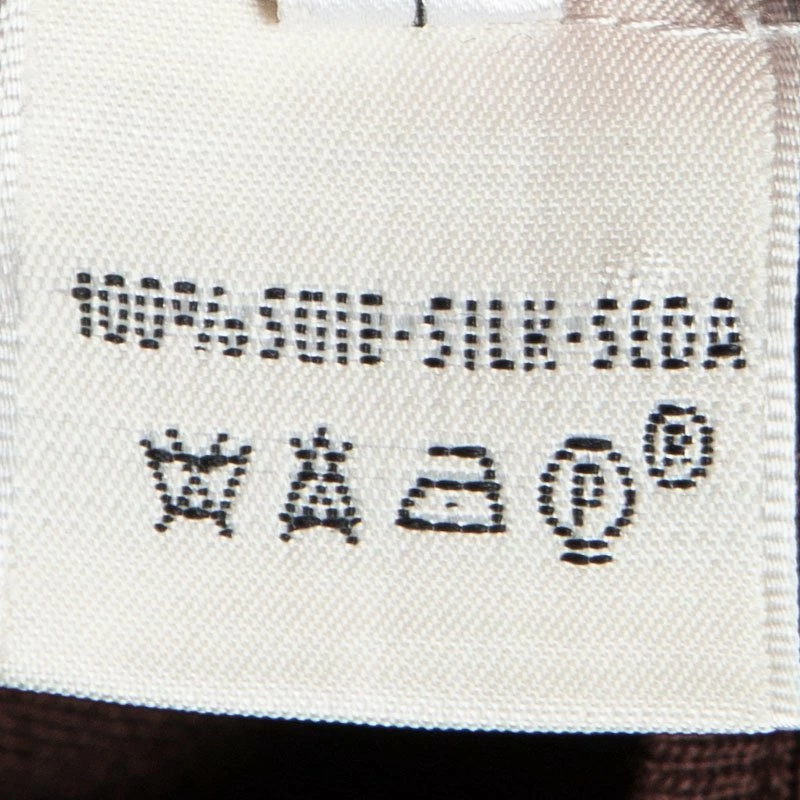 100% SOIE - SILK - SEDA
P ®